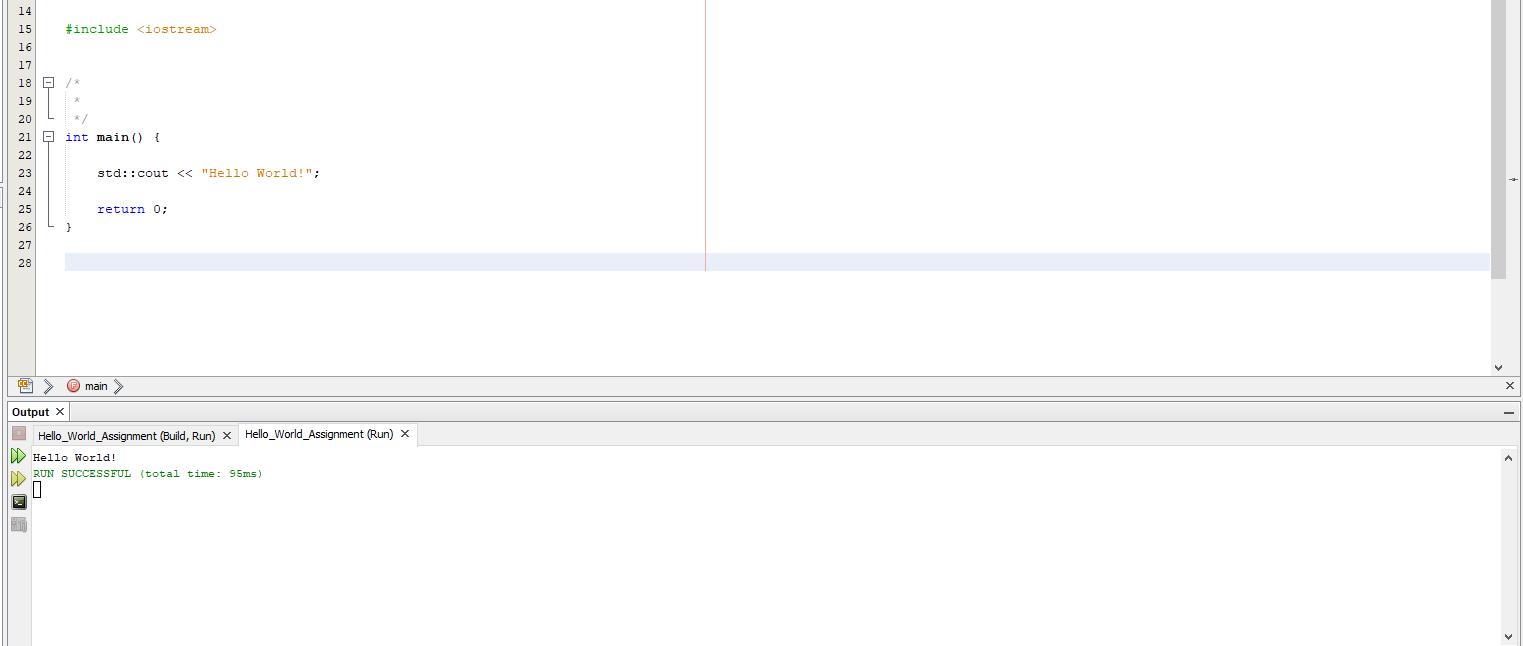 14
15 #include <iostream>
16
17
18 /*
19 *
20 */
21 int main() {
22
23 std::cout << "Hello World!";
24
25 return 0;
26 }
27
28
main
Output
Hello_World_Assignment (Build, Run) Hello_World_Assignment (Run)
Hello World!
RUN SUCCESSFUL (total time: 95ms)